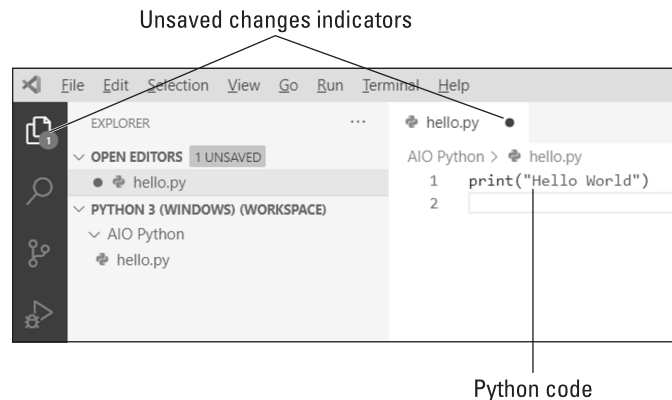 Unsaved changes indicators
File Edit Selection View Go Run Terminal Help
EXPLORER ...
hello.py
OPEN EDITORS 1 UNSAVED
hello.py
PYTHON 3 (WINDOWS) (WORKSPACE)
AIO Python
hello.py
1
AIO Python > hello.py
1 print("Hello World")
2
Python code